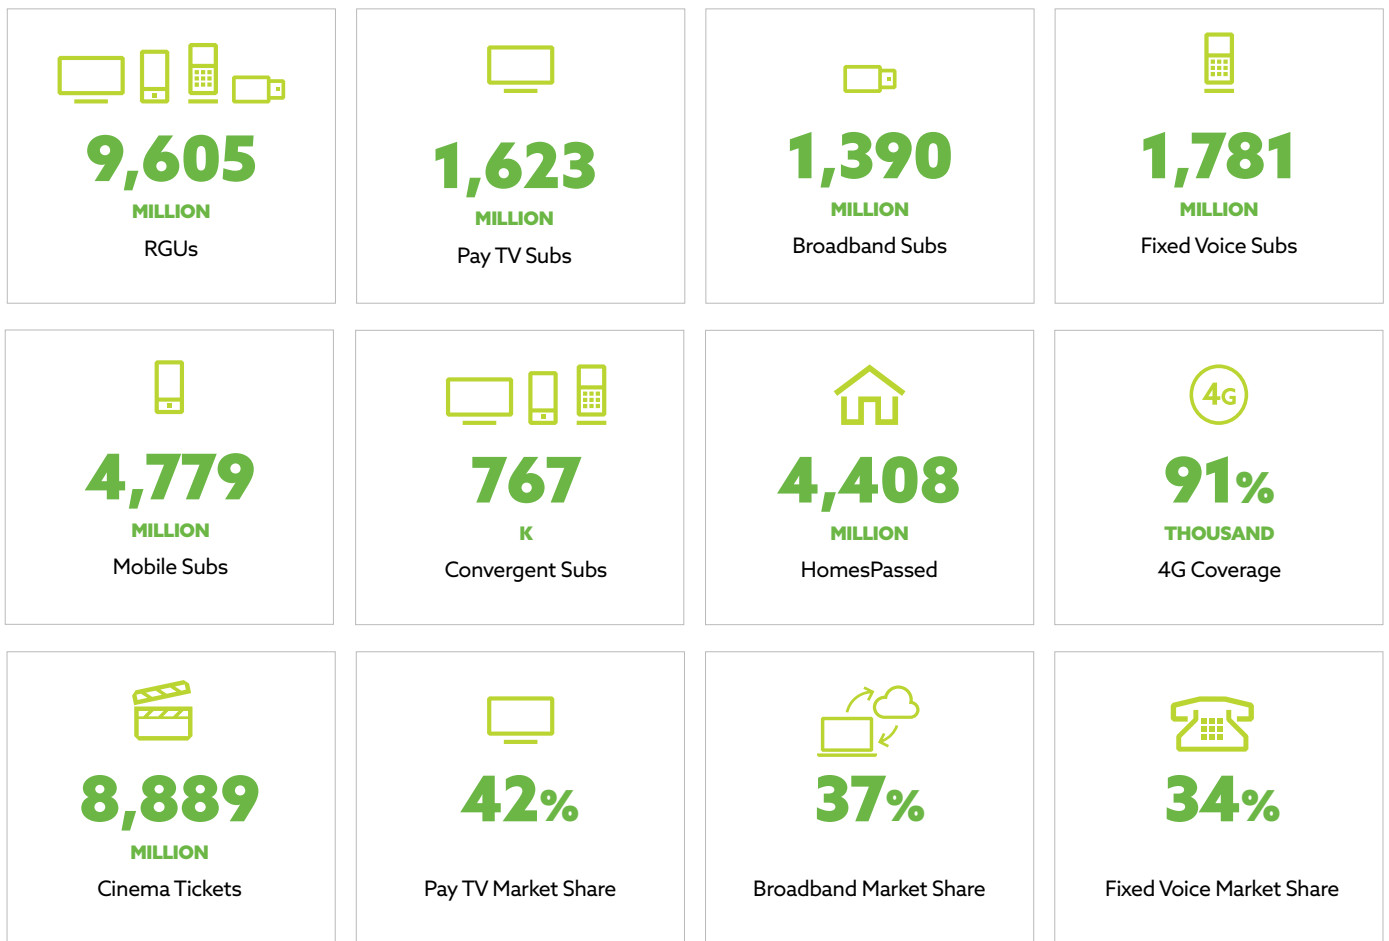 9,605
MILLION
RGUs
1,623
MILLION
Pay TV Subs
1,390
MILLION
Broadband Subs
1,781
MILLION
Fixed Voice Subs
4,779
MILLION
Mobile Subs
767
K
Convergent Subs
4,408
MILLION
HomesPassed
4G
91%
THOUSAND
4G Coverage
8,889
MILLION
Cinema Tickets
42%
Pay TV Market Share
37%
Broadband Market Share
34%
Fixed Voice Market Share